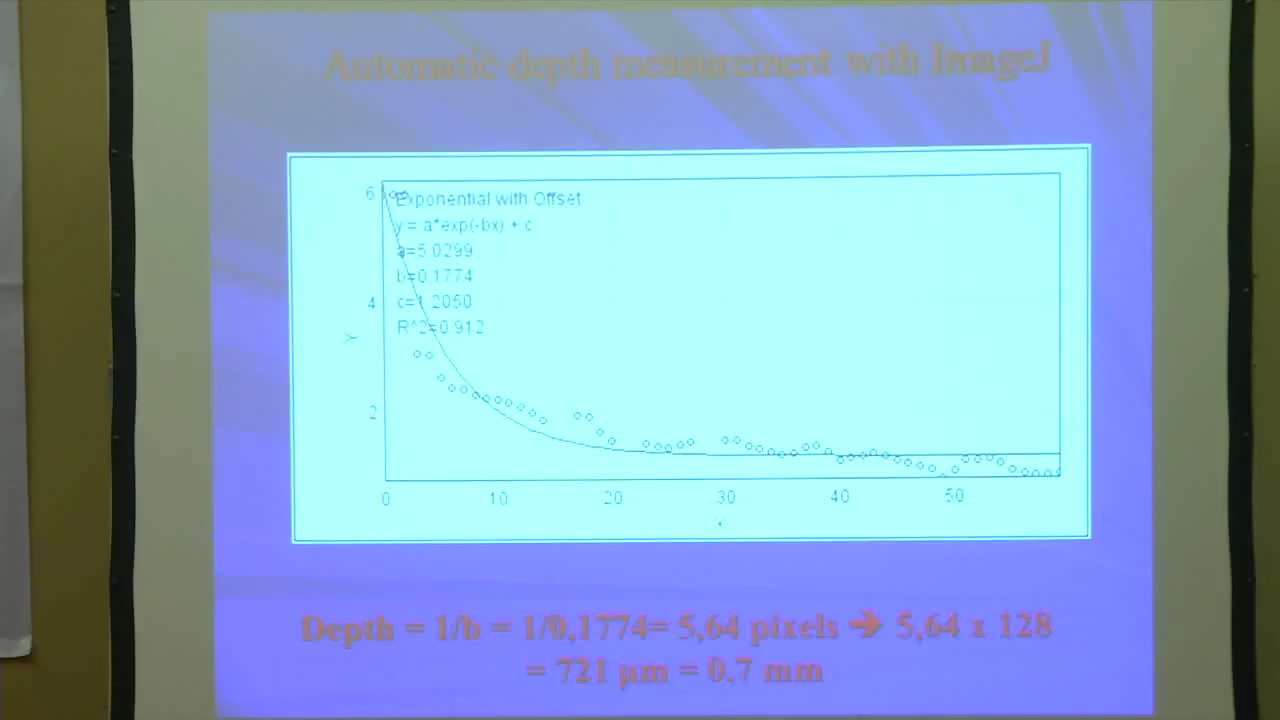 Automatic depth measurement with ImageJ
6
Exponential with Offset
y = a*exp(-bx) + c
a=5.0299
b=0.1774
4
c=1.2050
R^2=0.912
Y
2
0 10 20 30 40 50
X
Depth = 1/b = 1/0,1774= 5,64 pixels ➔ 5,64 x 128
= 721 µm = 0.7 mm